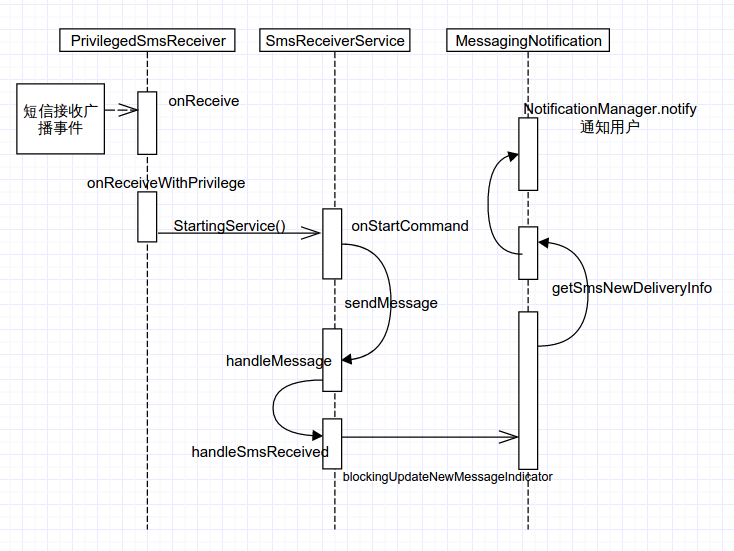 PrivilegedSmsReceiver
SmsReceiverService
MessagingNotification
短信接收广
播事件
onReceive
NotificationManager.notify
通知用户
onReceiveWithPrivilege
StartingService()
onStartCommand
getSmsNewDeliveryInfo
sendMessage
handleMessage
handleSmsReceived
blockingUpdateNewMessageIndicator